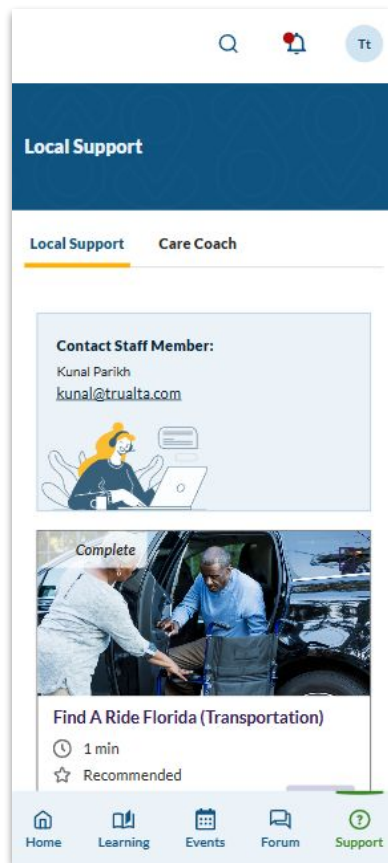 Tt
Local Support
Local Support Care Coach
Contact Staff Member:
Kunal Parikh
kunal@trualta.com
Complete
Find A Ride Florida (Transportation)
1 min
Recommended
Home Learning Events Forum Support